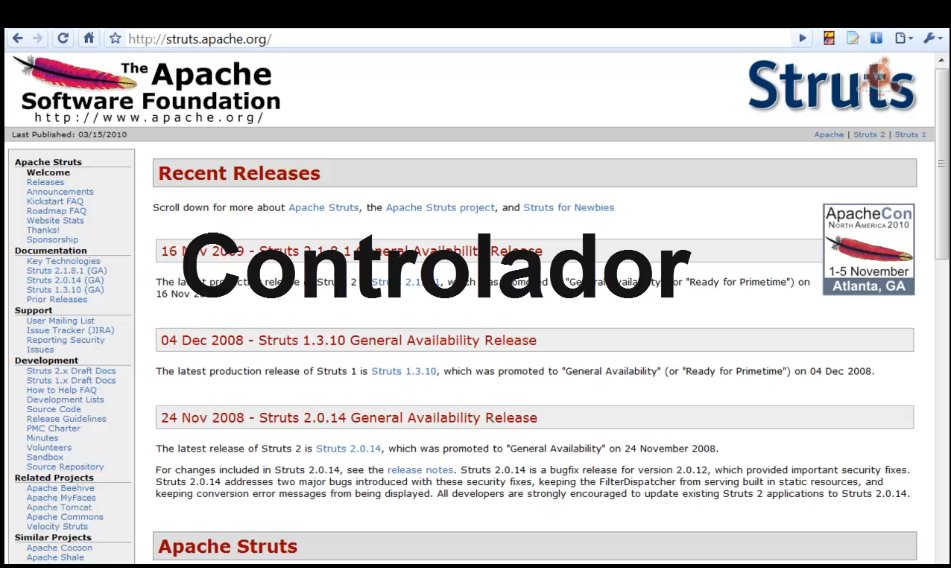 http://struts.apache.org/
The Apache
Software Foundation
http://www.apache.org/
Struts
Last Published: 03/15/2010
Apache | Struts 2 | Struts 1
Apache Struts
Welcome
Releases
Announcements
Kickstart FAQ
Roadmap FAQ
Website Stats
Thanks!
Sponsorship
Documentation
Key Technologies
Struts 2.1.8.1 (GA)
Struts 2.0.14 (GA)
Struts 1.3.10 (GA)
Prior Releases
Support
User Mailing List
Issue Tracker (JIRA)
Reporting Security
Issues
Development
Struts 2.x Draft Docs
Struts 1.x Draft Docs
How to Help FAQ
Development Lists
Source Code
Release Guidelines
PMC Charter
Minutes
Volunteers
Sandbox
Source Repository
Related Projects
Apache Beehive
Apache MyFaces
Apache Tomcat
Apache Commons
Velocity Struts
Similar Projects
Apache Cocoon
Apache Shale
Recent Releases
Scroll down for more about Apache Struts, the Apache Struts project, and Struts for Newbies
ApacheCon
North America 2010
1-5 November
Atlanta, GA
16 Nov 2009 - Struts 2.1.8.1 General Availability Release
Controlador
The latest production release of Struts 2 is Struts 2.1.8.1, which was promoted to "General Availability" (or "Ready for Primetime") on
16 Nov
04 Dec 2008 - Struts 1.3.10 General Availability Release
The latest production release of Struts 1 is Struts 1.3.10, which was promoted to "General Availability" (or "Ready for Primetime") on 04 Dec 2008.
24 Nov 2008 - Struts 2.0.14 General Availability Release
The latest release of Struts 2 is Struts 2.0.14, which was promoted to "General Availability" on 24 November 2008.
For changes included in Struts 2.0.14, see the release notes. Struts 2.0.14 is a bugfix release for version 2.0.12, which provided important security fixes.
Struts 2.0.14 addresses two major bugs introduced with these security fixes, keeping the FilterDispatcher from serving built in static resources, and
keeping conversion error messages from being displayed. All developers are strongly encouraged to update existing Struts 2 applications to Struts 2.0.14.
Apache Struts